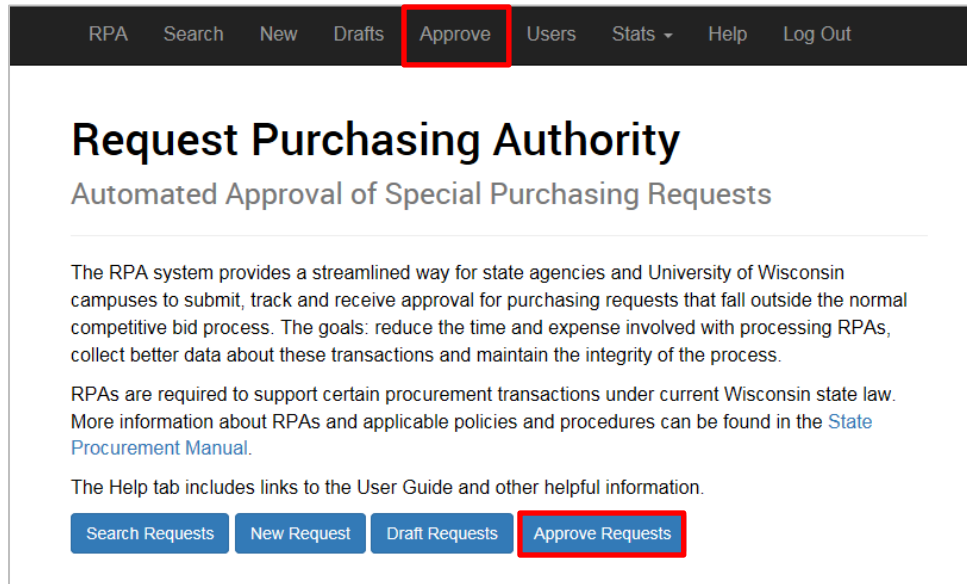 RPA Search New Drafts Approve Users Stats Help Log Out
Request Purchasing Authority
Automated Approval of Special Purchasing Requests
The RPA system provides a streamlined way for state agencies and University of Wisconsin
campuses to submit, track and receive approval for purchasing requests that fall outside the normal
competitive bid process. The goals: reduce the time and expense involved with processing RPAs,
collect better data about these transactions and maintain the integrity of the process.
RPAs are required to support certain procurement transactions under current Wisconsin state law.
More information about RPAs and applicable policies and procedures can be found in the State
Procurement Manual.
The Help tab includes links to the User Guide and other helpful information.
Search Requests New Request Draft Requests Approve Requests